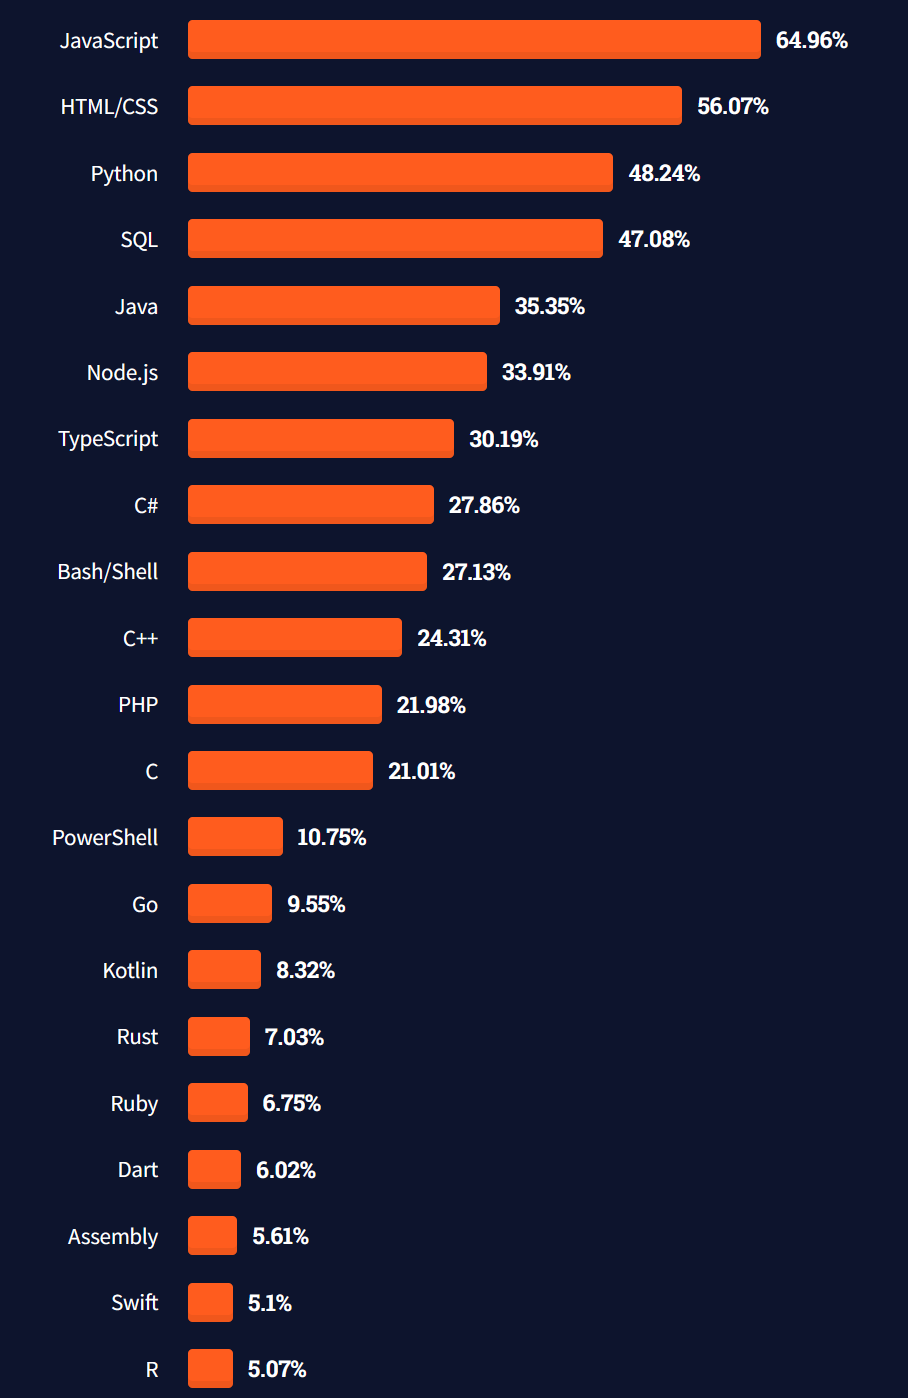 JavaScript 64.96%
HTML/CSS 56.07%
Python 48.24%
SQL 47.08%
Java 35.35%
Node.js 33.91%
TypeScript 30.19%
C# 27.86%
Bash/Shell 27.13%
C++ 24.31%
PHP 21.98%
C 21.01%
PowerShell 10.75%
Go 9.55%
Kotlin 8.32%
Rust 7.03%
Ruby 6.75%
Dart 6.02%
Assembly 5.61%
Swift 5.1%
R 5.07%